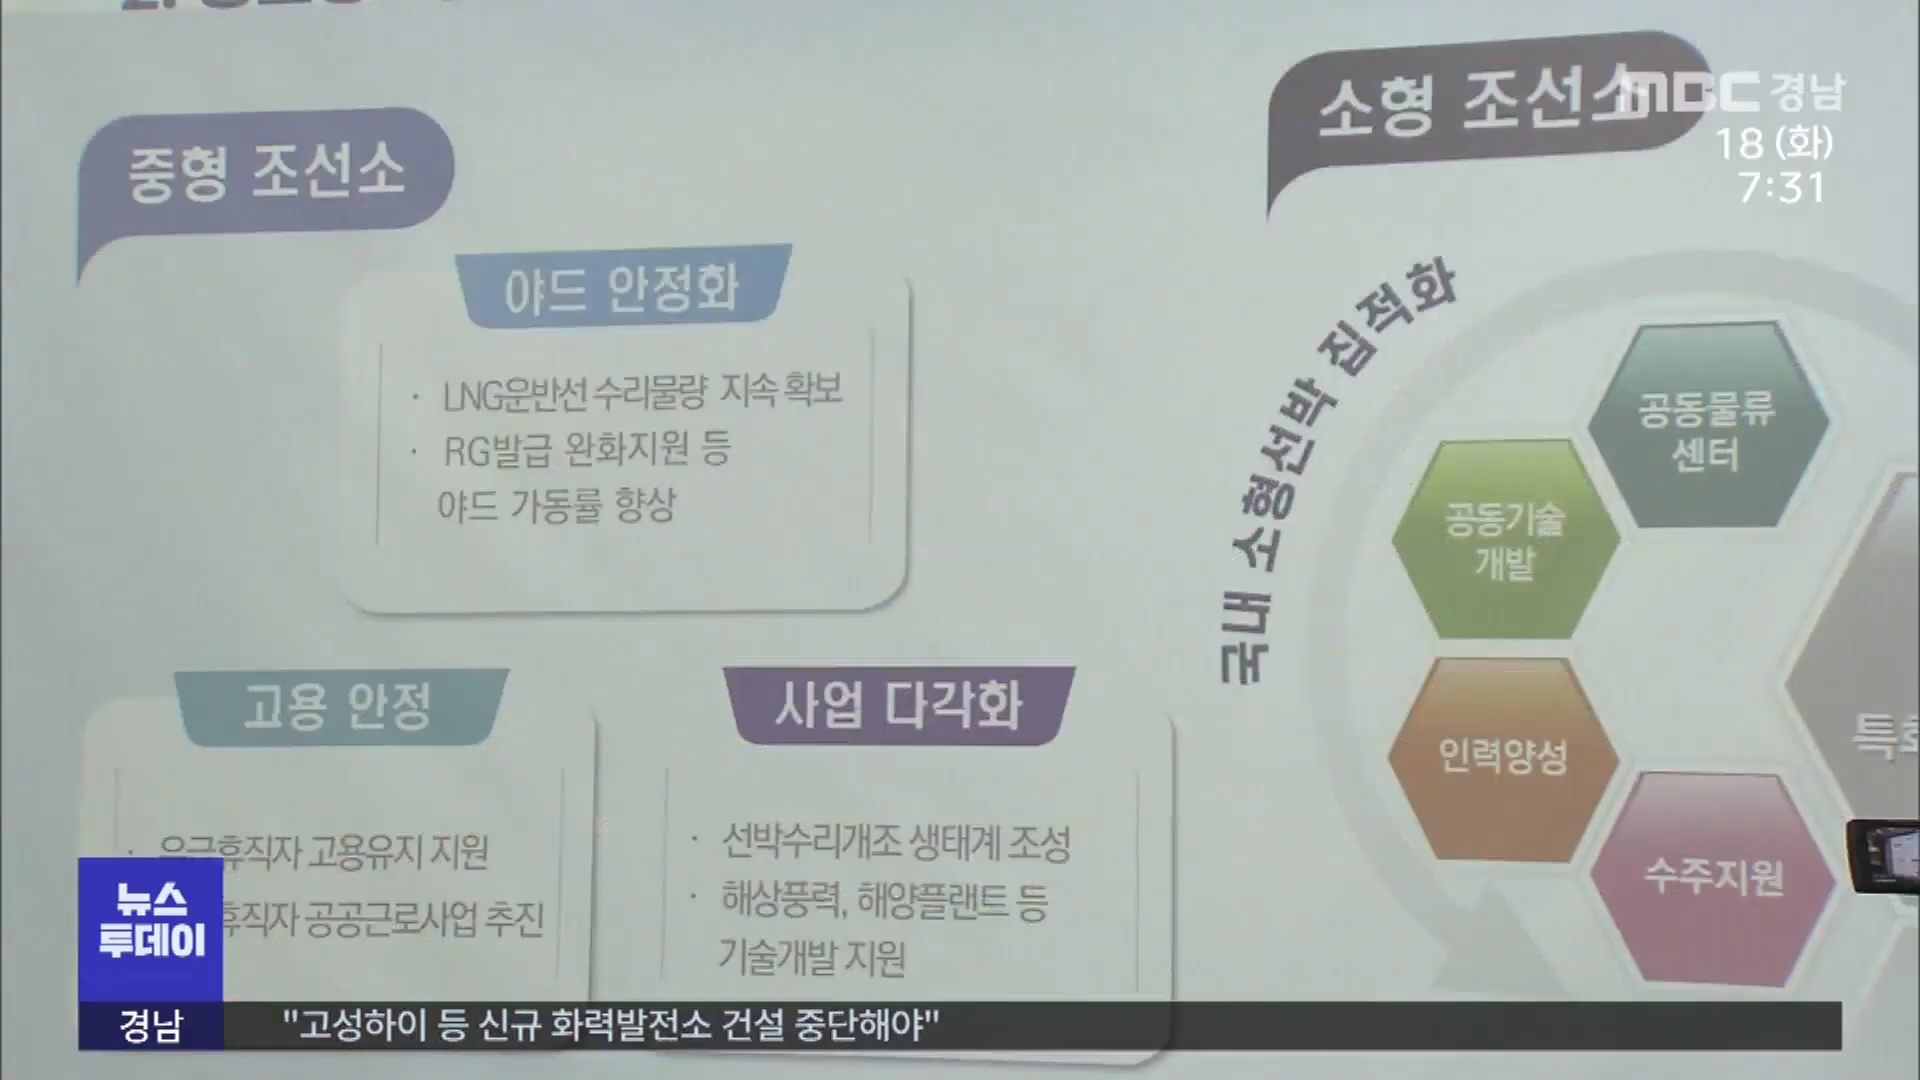 중형 조선소
야드 안정화
· LNG운반선 수리물량 지속 확보
· RG발급 완화지원 등
야드 가동률 향상
고용 안정
휴직자 고용유지 지원
휴직자 공공근로사업 추진
사업 다각화
· 선박수리개조 생태계 조성
· 해상풍력, 해양플랜트 등
기술개발 지원
소형 조선소
MBC 경남
18 (화)
7:31
국내 소형선박 집적화
공동물류
센터
공동기술
개발
인력양성
수주지원
뉴스
투데이
경남
"고성하이 등 신규 화력발전소 건설 중단해야"